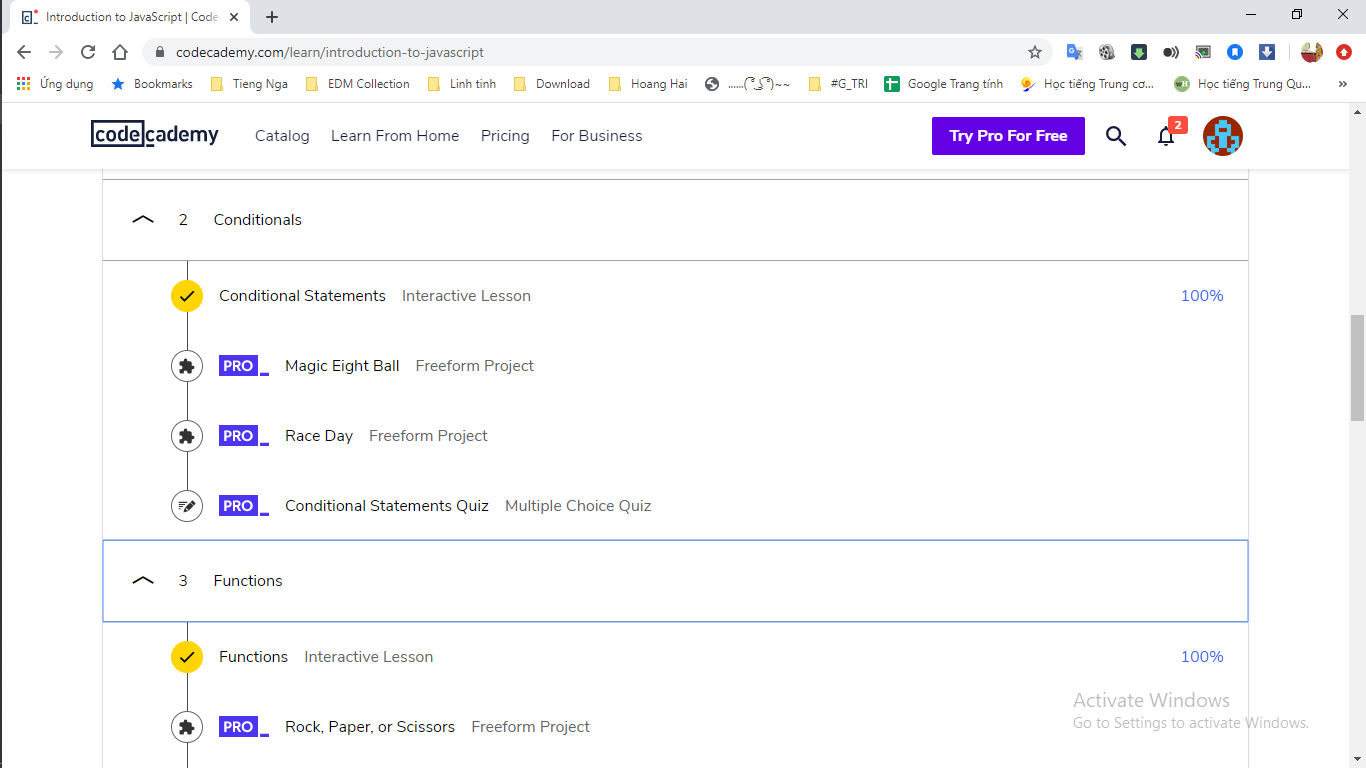 Introduction to JavaScript | Code
codecademy.com/learn/introduction-to-javascript
Ứng dụng Bookmarks Tieng Nga EDM Collection Linh tinh Download Hoang Hai ......( ͡° ͜ʖ ͡°)~~ #G_TRI Google Trang tính Học tiếng Trung cơ... Học tiếng Trung Qu... »
codecademy Catalog Learn From Home Pricing For Business Try Pro For Free 2
2 Conditionals
Conditional Statements Interactive Lesson 100%
PRO Magic Eight Ball Freeform Project
PRO Race Day Freeform Project
PRO Conditional Statements Quiz Multiple Choice Quiz
3 Functions
Functions Interactive Lesson 100%
Activate Windows
Go to Settings to activate Windows.
PRO Rock, Paper, or Scissors Freeform Project